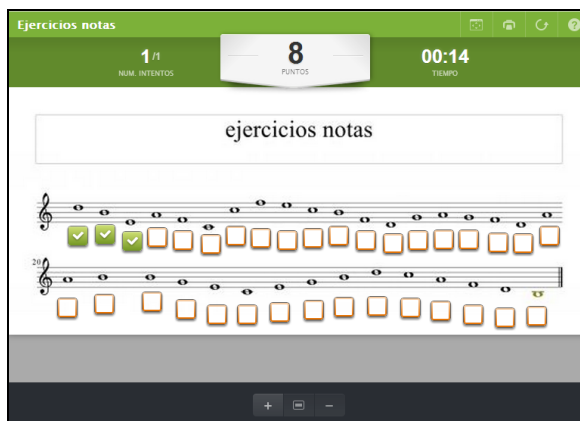 Ejercicios notas
1/1
NUM. INTENTOS
8
PUNTOS
00:14
TIEMPO
ejercicios notas
20